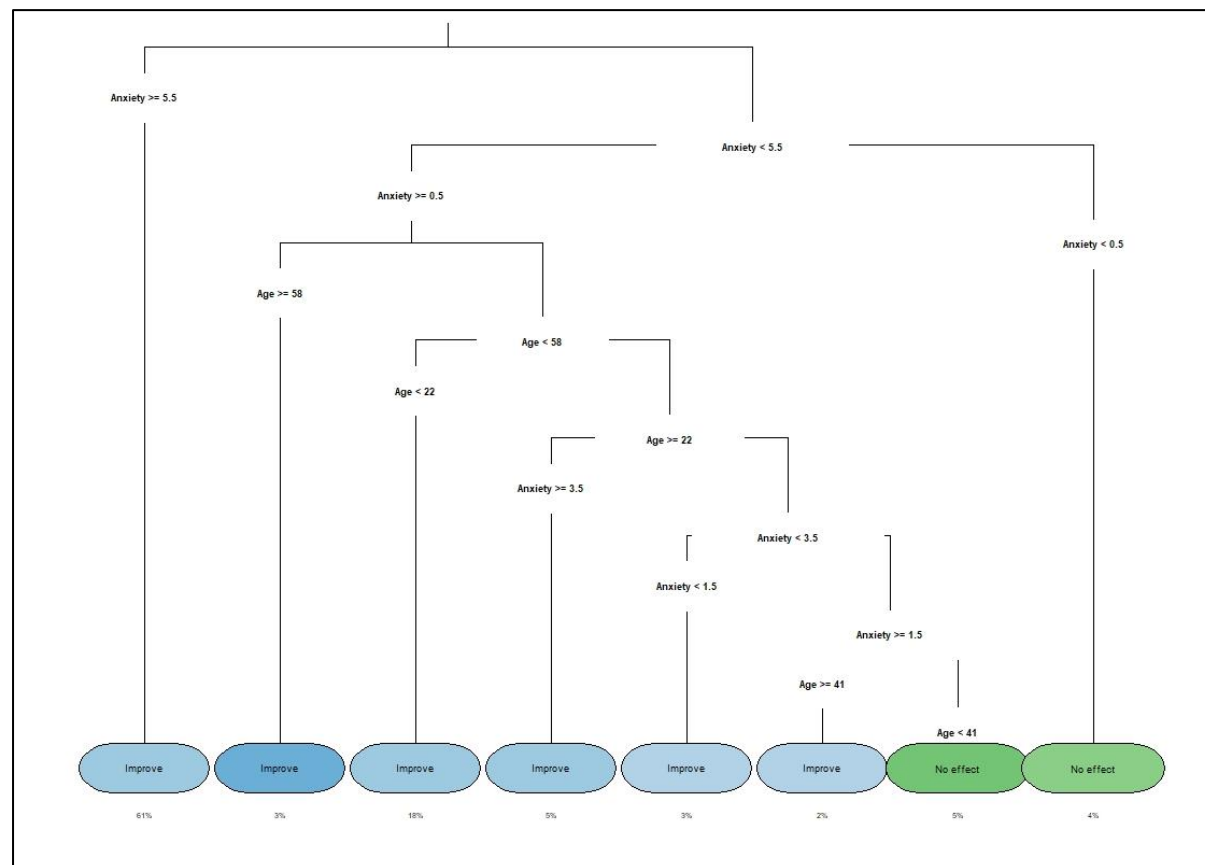 Anxiety >= 5.5
Anxiety < 5.5
Anxiety >= 0.5
Anxiety < 0.5
Age >= 58
Age < 58
Age < 22
Age >= 22
Anxiety >= 3.5
Anxiety < 3.5
Anxiety < 1.5
Anxiety >= 1.5
Age >= 41
Age < 41
Improve Improve Improve Improve Improve Improve No effect No effect
61% 3% 18% 5% 3% 2% 5% 4%